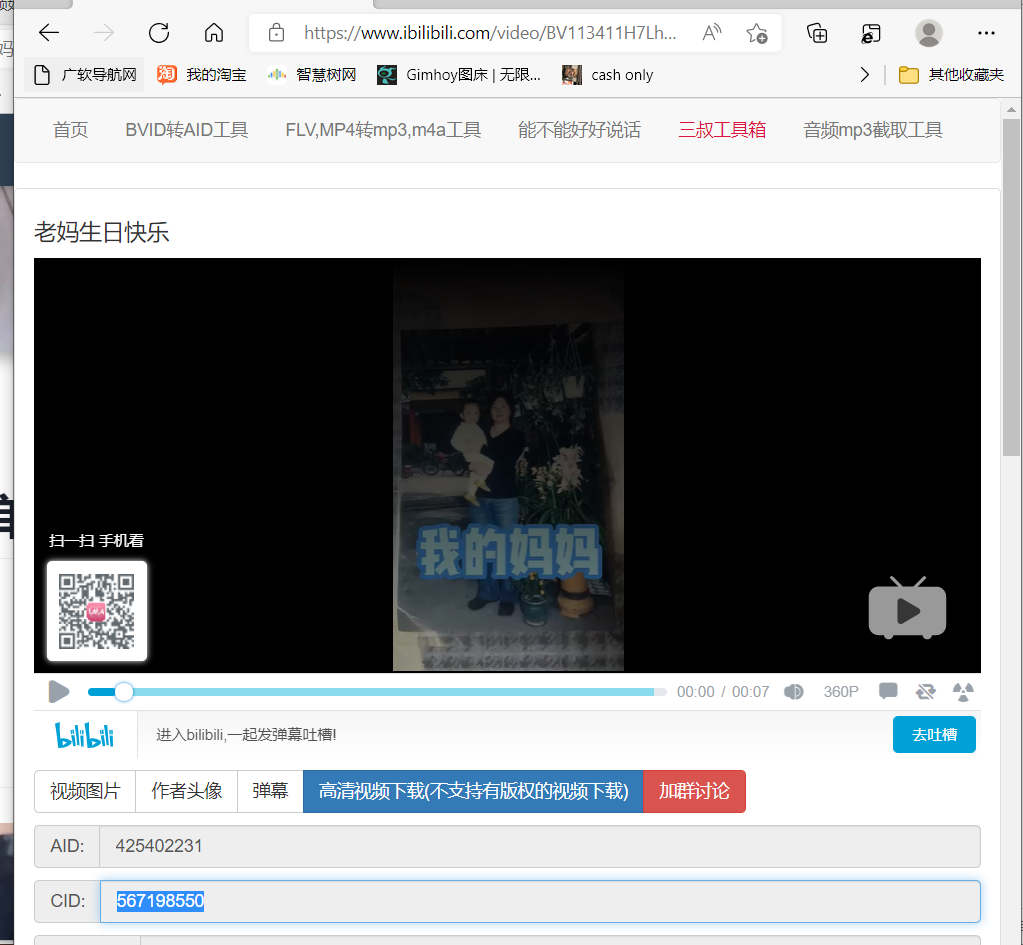 https://www.ibilibili.com/video/BV113411H7Lh...
广软导航网 我的淘宝 智慧树网 Gimhoy图床 | 无限... cash only 其他收藏夹
首页 BVID转AID工具 FLV,MP4转mp3,m4a工具 能不能好好说话 三叔工具箱 音频mp3截取工具
老妈生日快乐
我的妈妈
扫一扫 手机看
00:00 / 00:07 360P
bilibili 进入bilibili,一起发弹幕吐槽! 去吐槽
视频图片 作者头像 弹幕 高清视频下载(不支持有版权的视频下载) 加群讨论
AID: 425402231
CID: 567198550